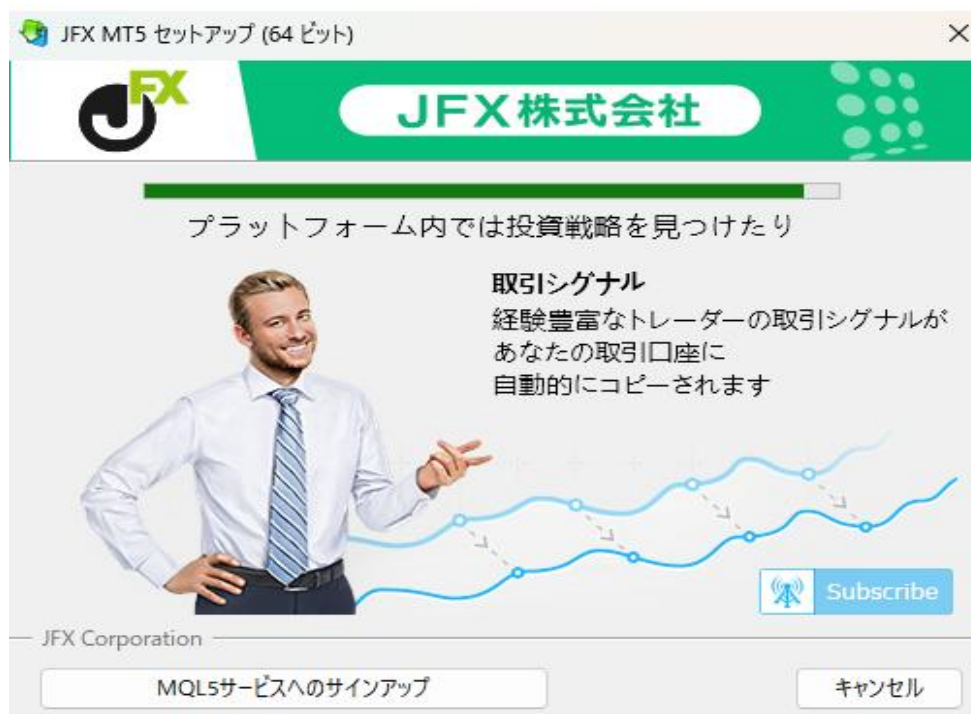 JFX MT5 セットアップ (64 ビット)
JFX
JFX株式会社
プラットフォーム内では投資戦略を見つけたり
取引シグナル
経験豊富なトレーダーの取引シグナルが
あなたの取引口座に
自動的にコピーされます
Subscribe
JFX Corporation
MQL5サービスへのサインアップ
キャンセル